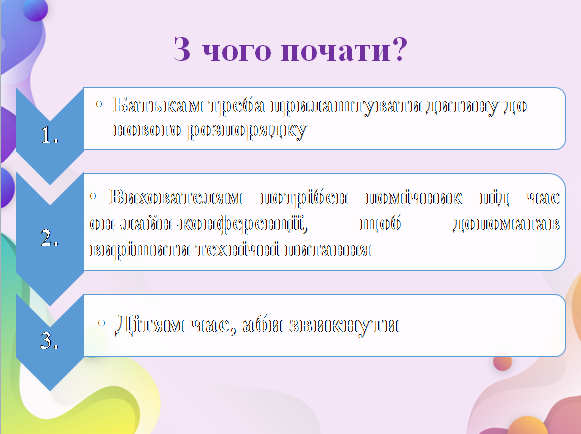 З чого почати?
1.
• Батькам треба прилаштувати дитину до
нового розпорядку
2.
• Вихователям потрібен помічник під час
он-лайн-конференції, щоб допомагав
вирішити технічні питання
3.
• Дітям час, аби звикнути